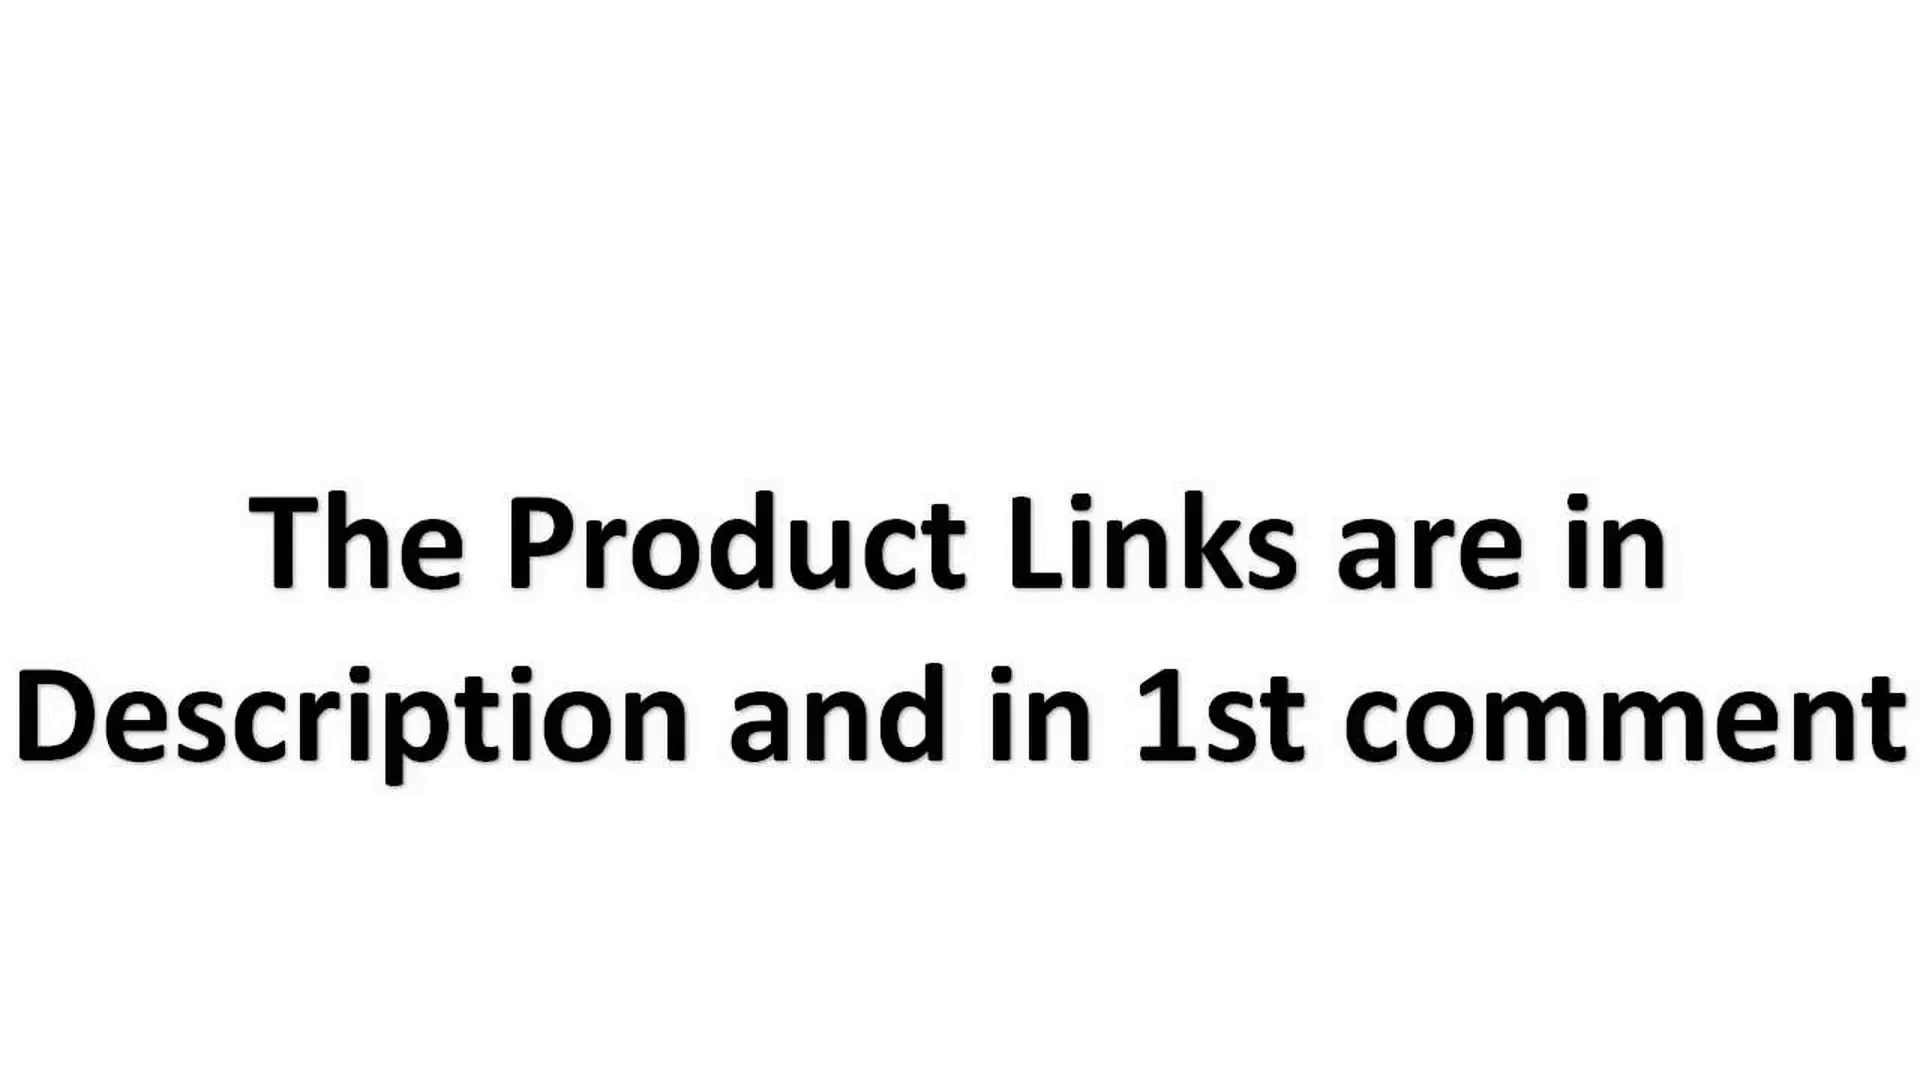 The Product Links are in
Description and in 1st comment